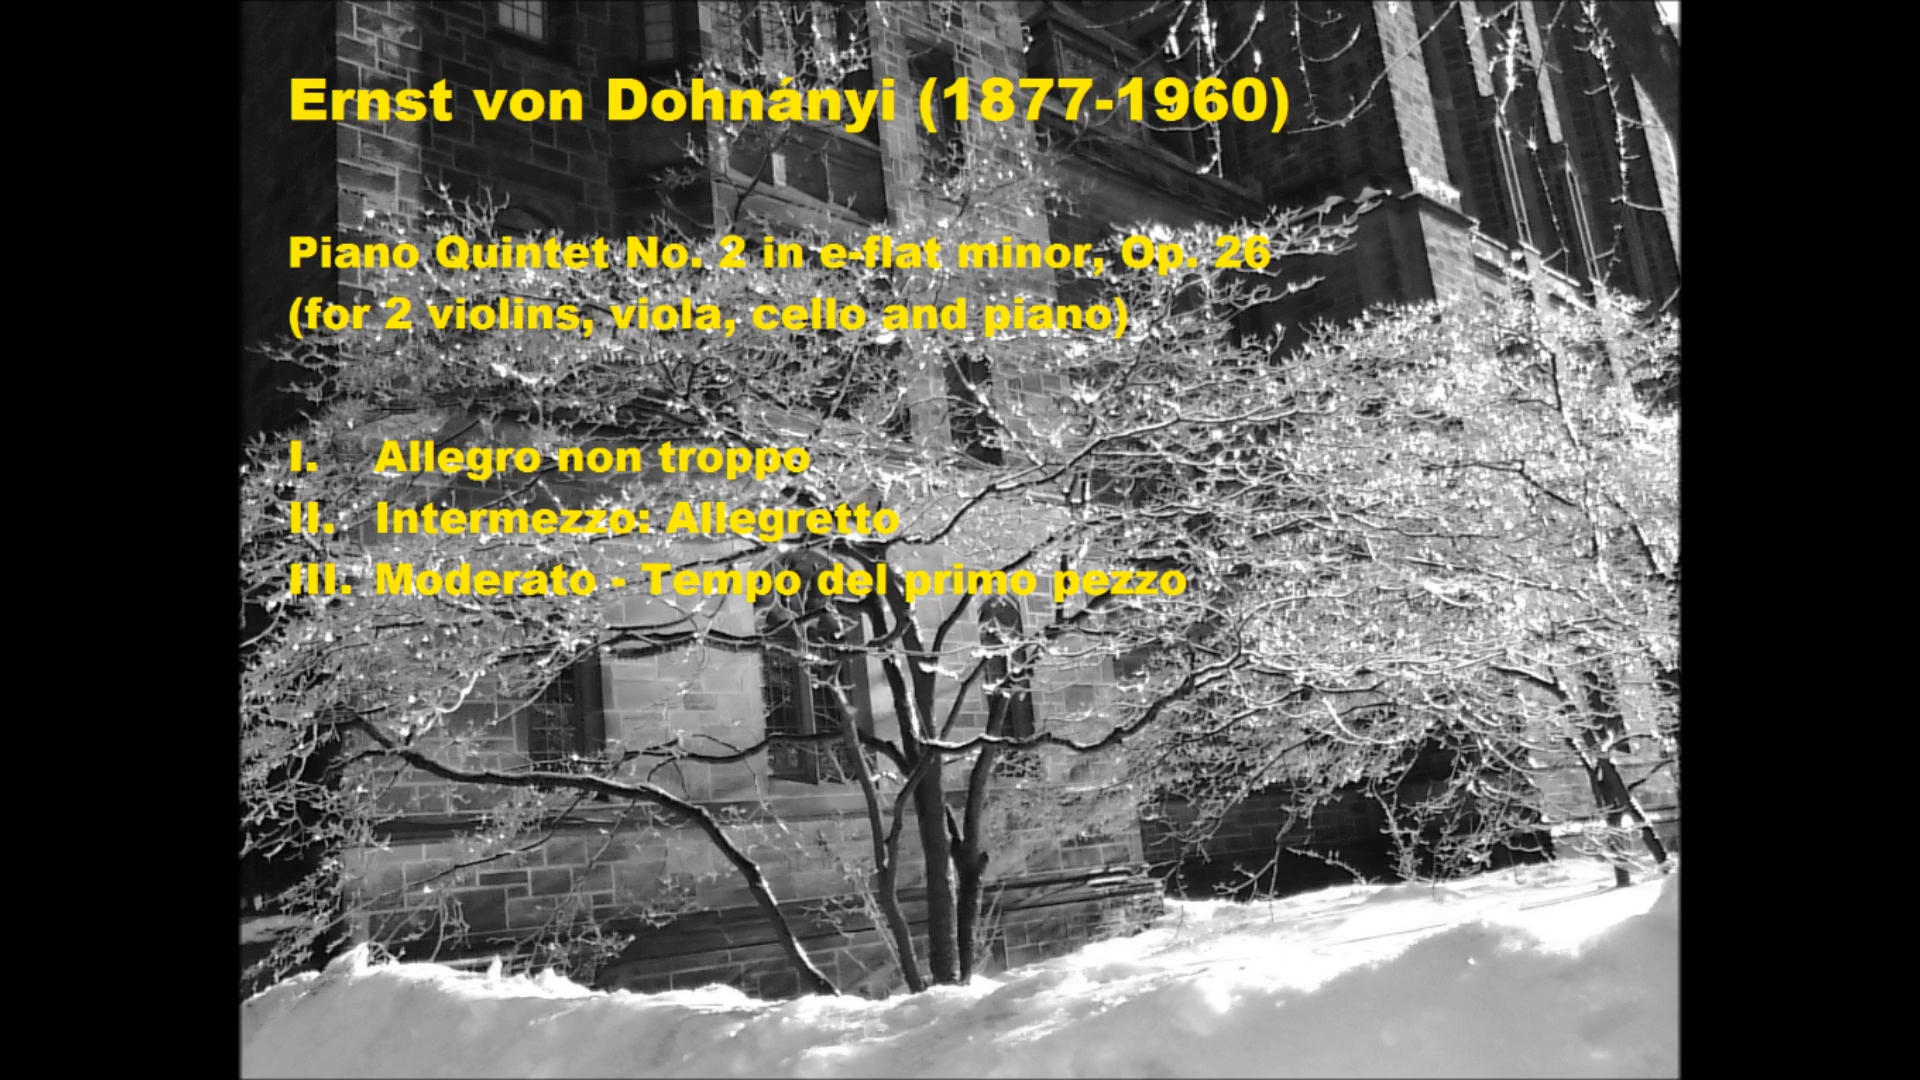 Ernst von Dohnányi (1877-1960)
Piano Quintet No. 2 in e-flat minor, Op. 26
(for 2 violins, viola, cello and piano)
I. Allegro non troppo
II. Intermezzo: Allegretto
III. Moderato - Tempo del primo pezzo